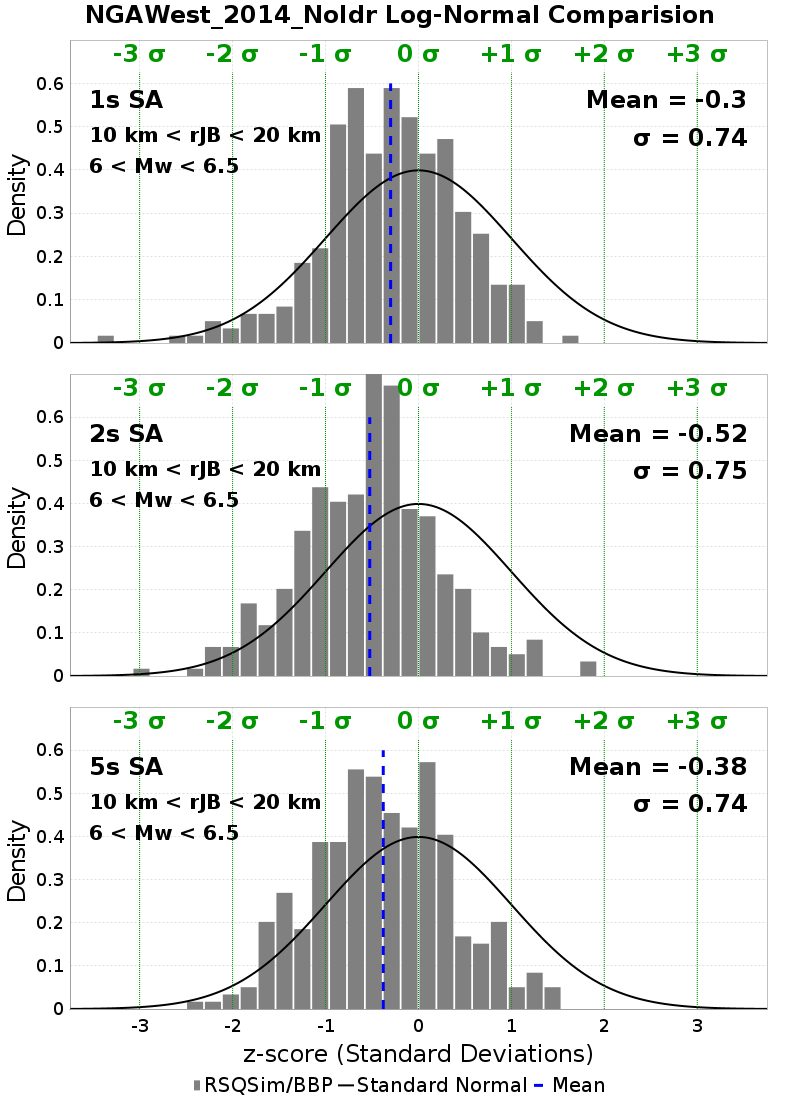 NGAWest_2014_NoIdr Log-Normal Comparision
-3 σ -2 σ -1 σ 0 σ +1 σ +2 σ +3 σ
1s SA
10 km < rJB < 20 km
6 < Mw < 6.5
Mean = -0.3
σ = 0.74
Density
0.6
0.5
0.4
0.3
0.2
0.1
0
-3 σ -2 σ -1 σ 0 σ +1 σ +2 σ +3 σ
2s SA
10 km < rJB < 20 km
6 < Mw < 6.5
Mean = -0.52
σ = 0.75
Density
0.6
0.5
0.4
0.3
0.2
0.1
0
-3 σ -2 σ -1 σ 0 σ +1 σ +2 σ +3 σ
5s SA
10 km < rJB < 20 km
6 < Mw < 6.5
Mean = -0.38
σ = 0.74
Density
0.6
0.5
0.4
0.3
0.2
0.1
0
-3 -2 -1 0 1 2 3
z-score (Standard Deviations)
RSQSim/BBP Standard Normal Mean